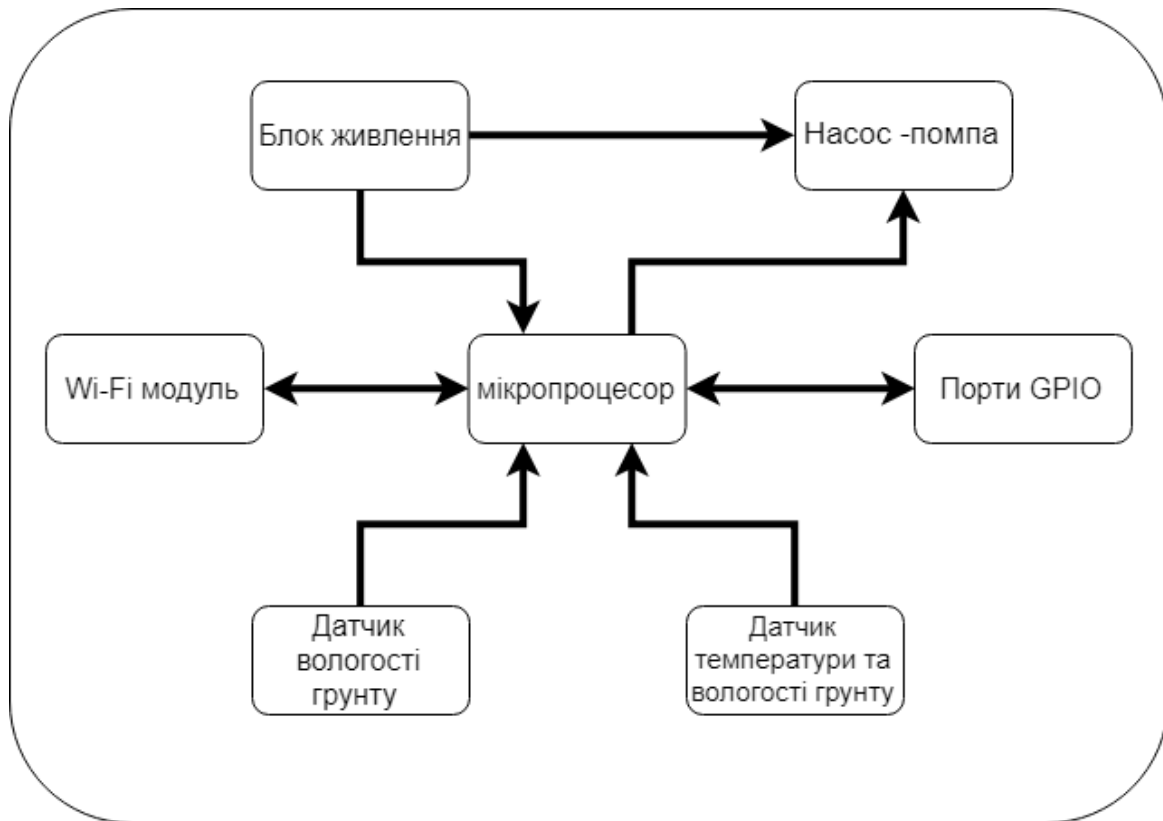 Блок живлення
Насос -помпа
Wi-Fi модуль
мікропроцесор
Порти GPIO
Датчик
вологості
грунту
Датчик
температури та
вологості грунту